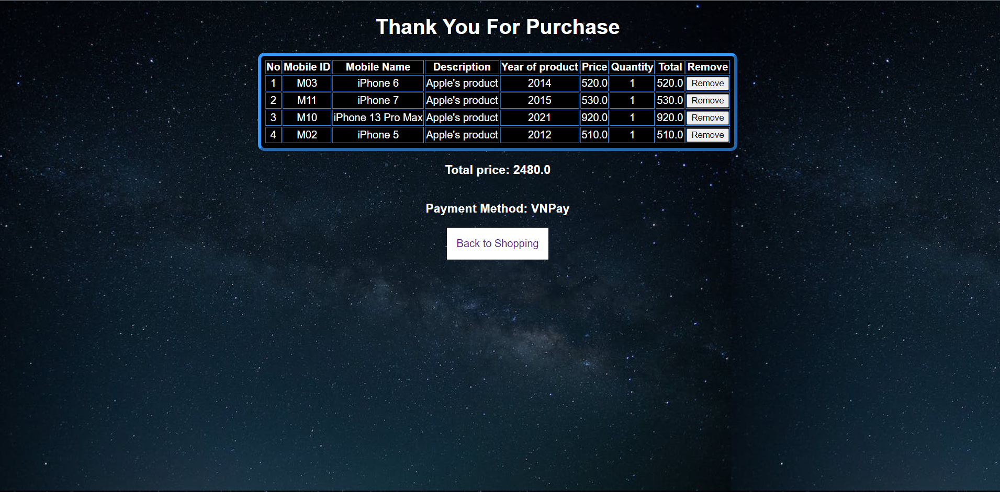 Thank You For Purchase
No Mobile ID Mobile Name Description Year of product Price Quantity Total Remove
1 M03 iPhone 6 Apple's product 2014 520.0 1 520.0 Remove
2 M11 iPhone 7 Apple's product 2015 530.0 1 530.0 Remove
3 M10 iPhone 13 Pro Max Apple's product 2021 920.0 1 920.0 Remove
4 M02 iPhone 5 Apple's product 2012 510.0 1 510.0 Remove
Total price: 2480.0
Payment Method: VNPay
Back to Shopping